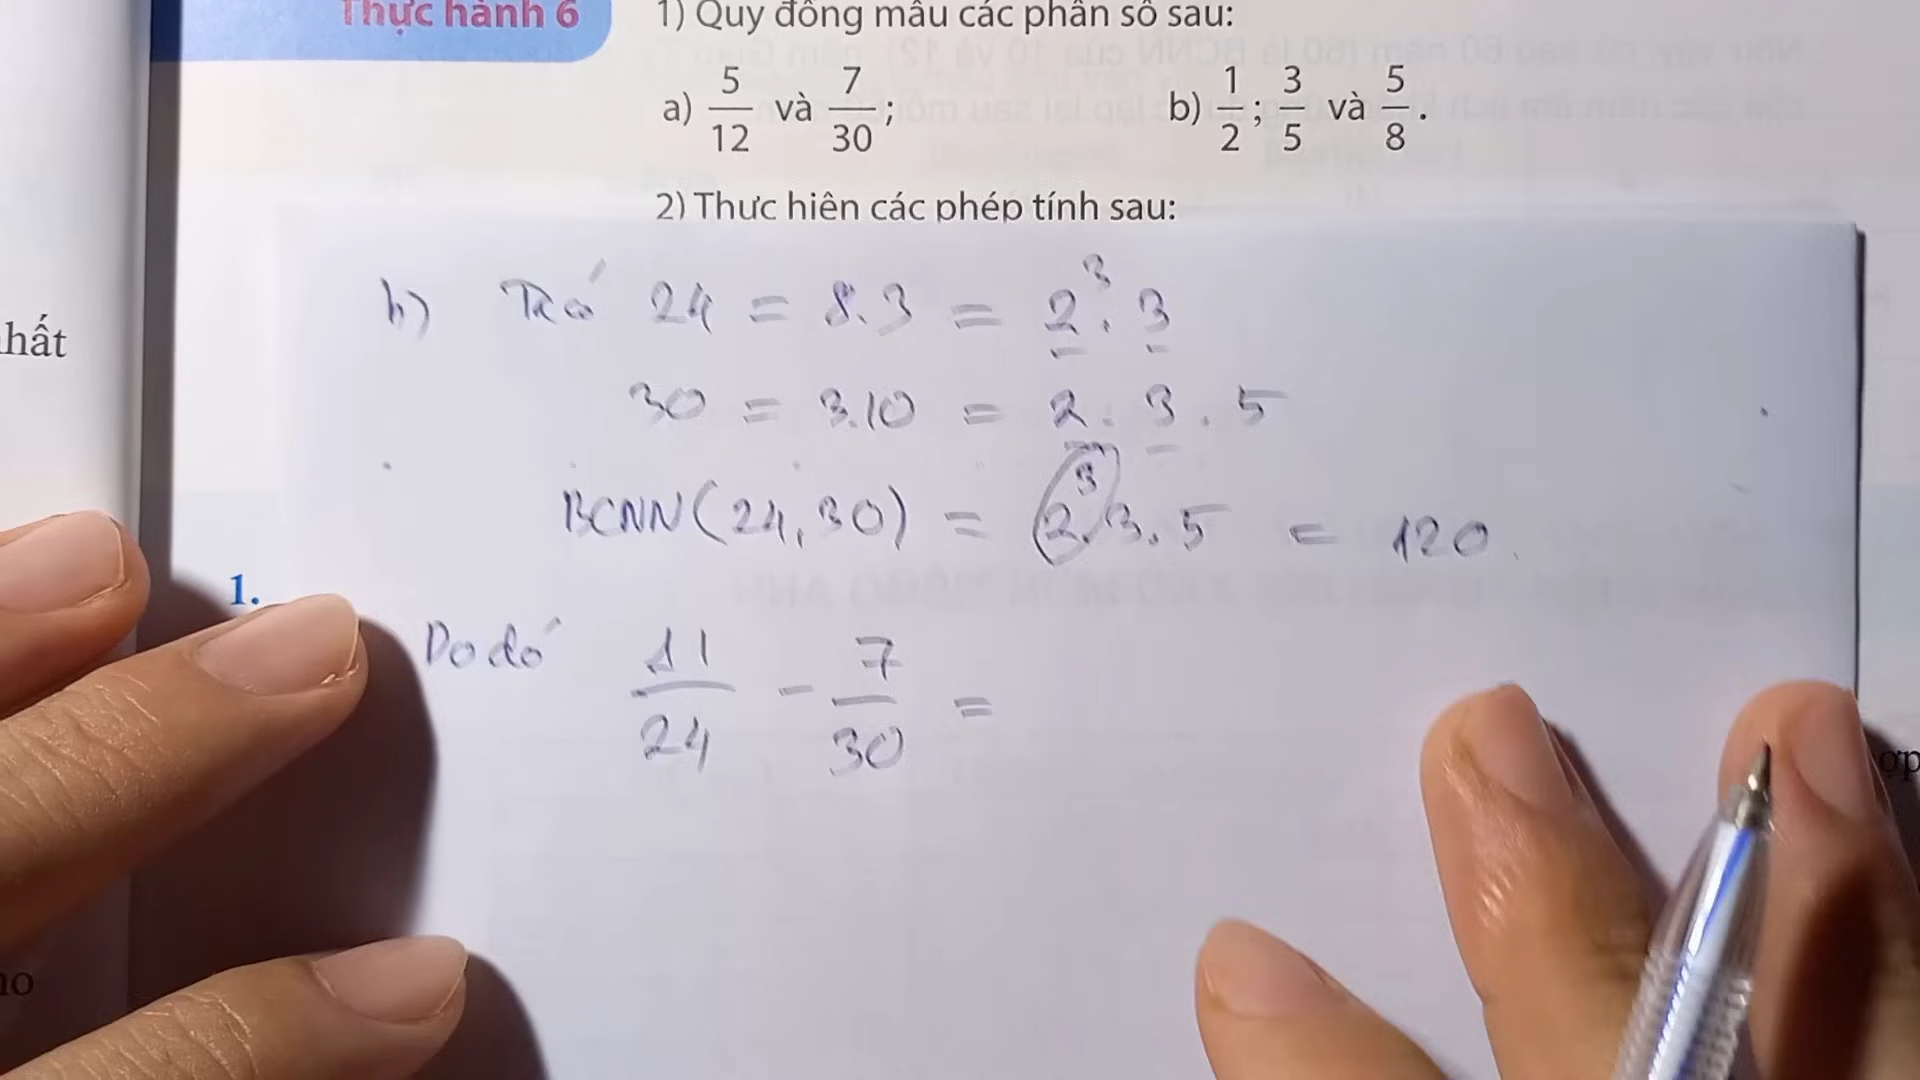 Thực hành 6
1) Quy đồng mẫu các phân số sau:
a) 5/12 và 7/30; b) 1/2; 3/5 và 5/8.
2) Thực hiện các phép tính sau:
b) Ta có 24 = 8.3 = 2³.3
30 = 3.10 = 2.3.5
BCNN(24,30) = 2³.3.5 = 120.
1.
Do đó 11/24 - 7/30 =
hất
ợp